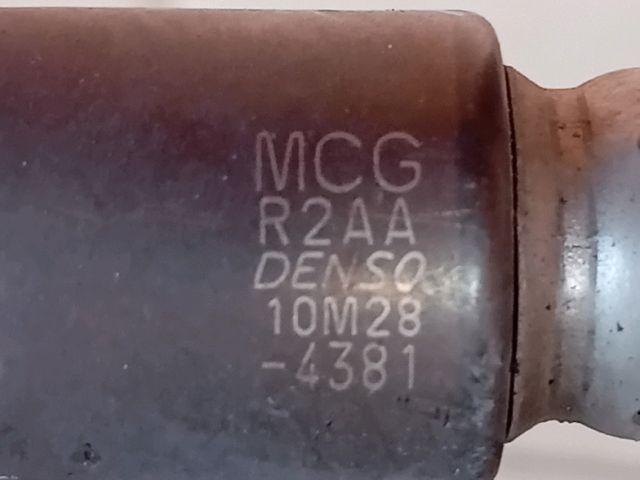 MCG
R2AA
DENSO
10M28
-4381